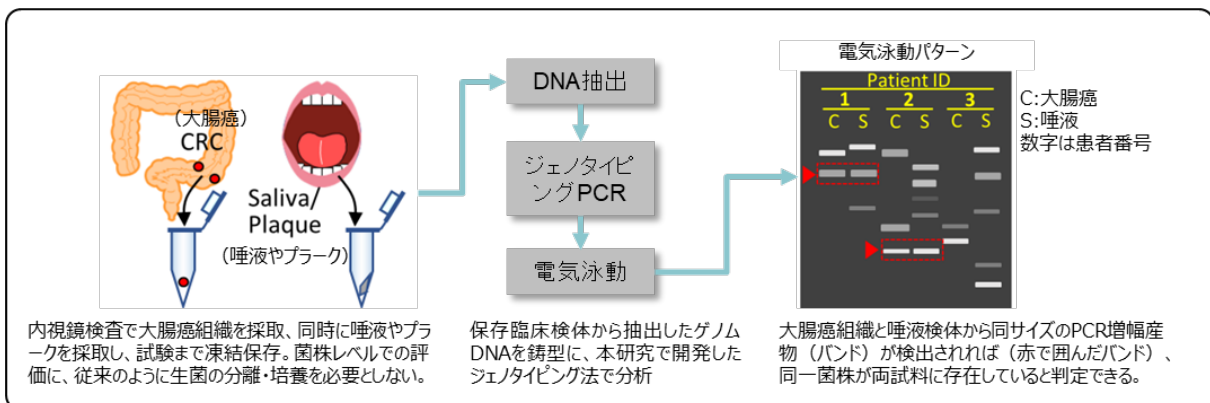 (大腸癌)
CRC
Saliva/
Plaque
(唾液やプラーク)
内視鏡検査で大腸癌組織を採取、同時に唾液やプラ
ークを採取し、試験まで凍結保存。菌株レベルでの評
価に、従来のように生菌の分離・培養を必要としない。
DNA抽出
ジェノタイピ
ングPCR
電気泳動
保存臨床検体から抽出したゲノム
DNAを鋳型に、本研究で開発した
ジェノタイピング法で分析
電気泳動パターン
Patient ID
1 2 3
C S C S C S
C:大腸癌
S:唾液
数字は患者番号
大腸癌組織と唾液検体から同サイズのPCR増幅産
物（バンド）が検出されれば（赤で囲んだバンド）、
同一菌株が両試料に存在していると判定できる。